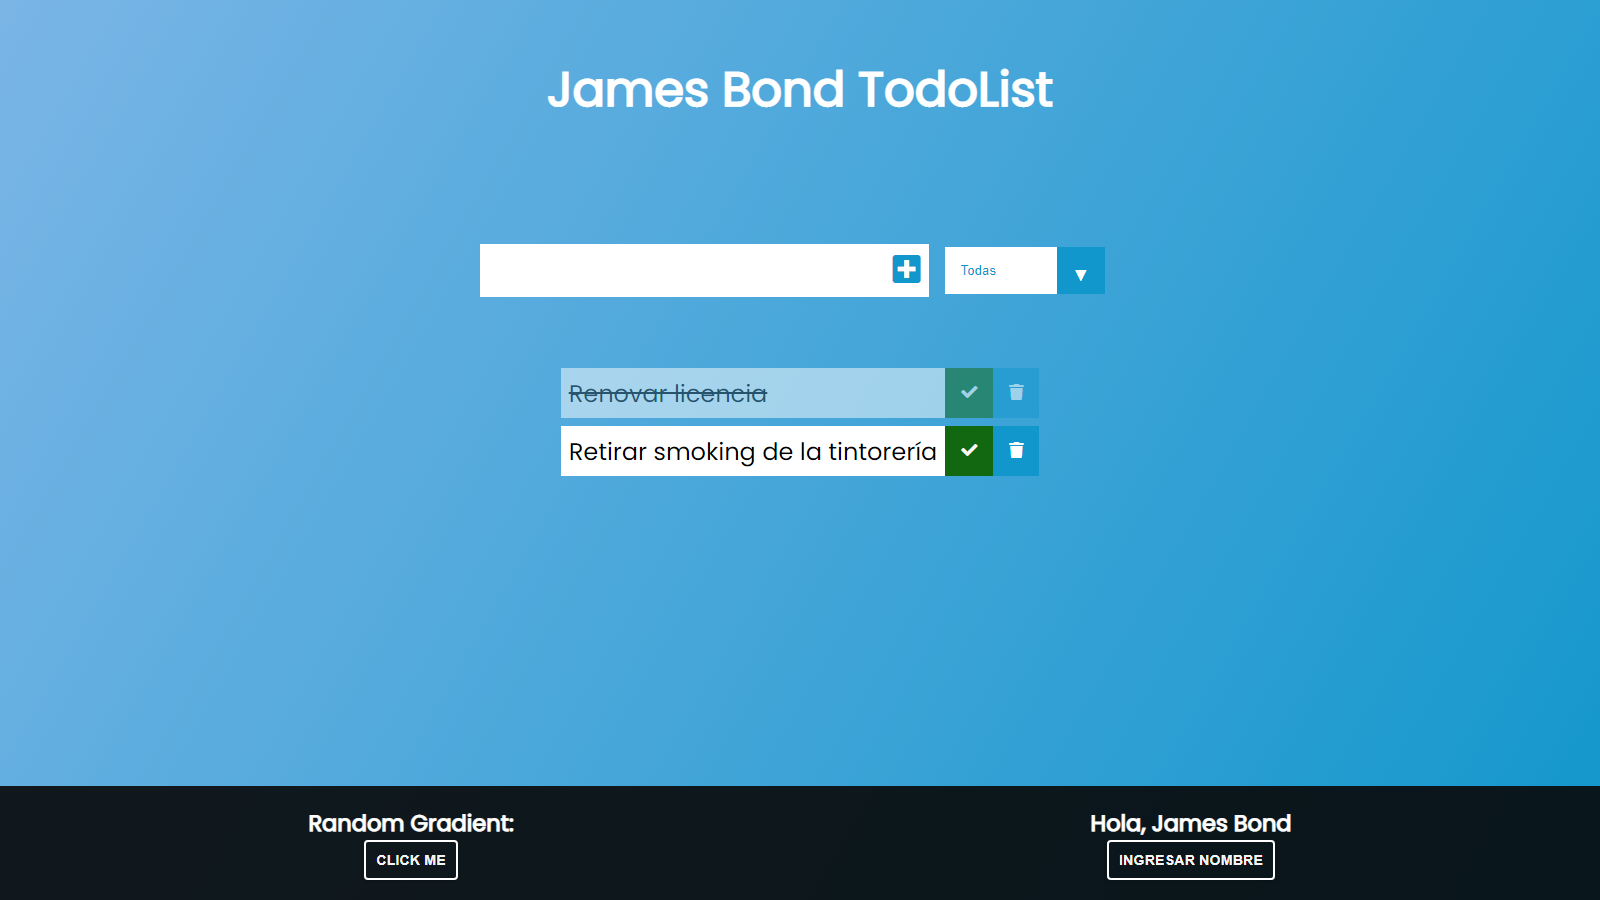 James Bond TodoList
Todas
Renovar licencia
Retirar smoking de la tintorería
Random Gradient:
CLICK ME
Hola, James Bond
INGRESAR NOMBRE